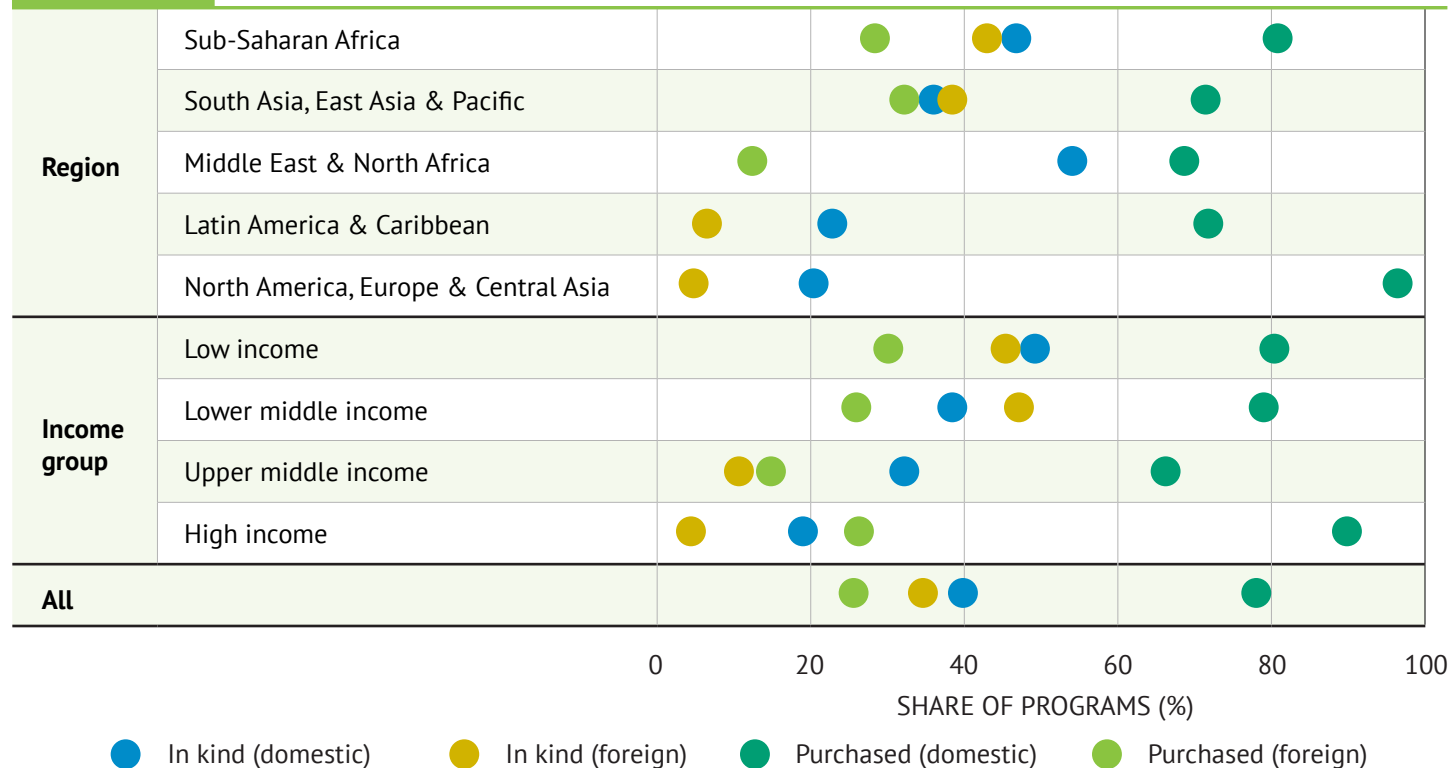 Region
Sub-Saharan Africa
South Asia, East Asia & Pacific
Middle East & North Africa
Latin America & Caribbean
North America, Europe & Central Asia
Income
group
Low income
Lower middle income
Upper middle income
High income
All
0 20 40 60 80 100
SHARE OF PROGRAMS (%)
In kind (domestic) In kind (foreign) Purchased (domestic) Purchased (foreign)